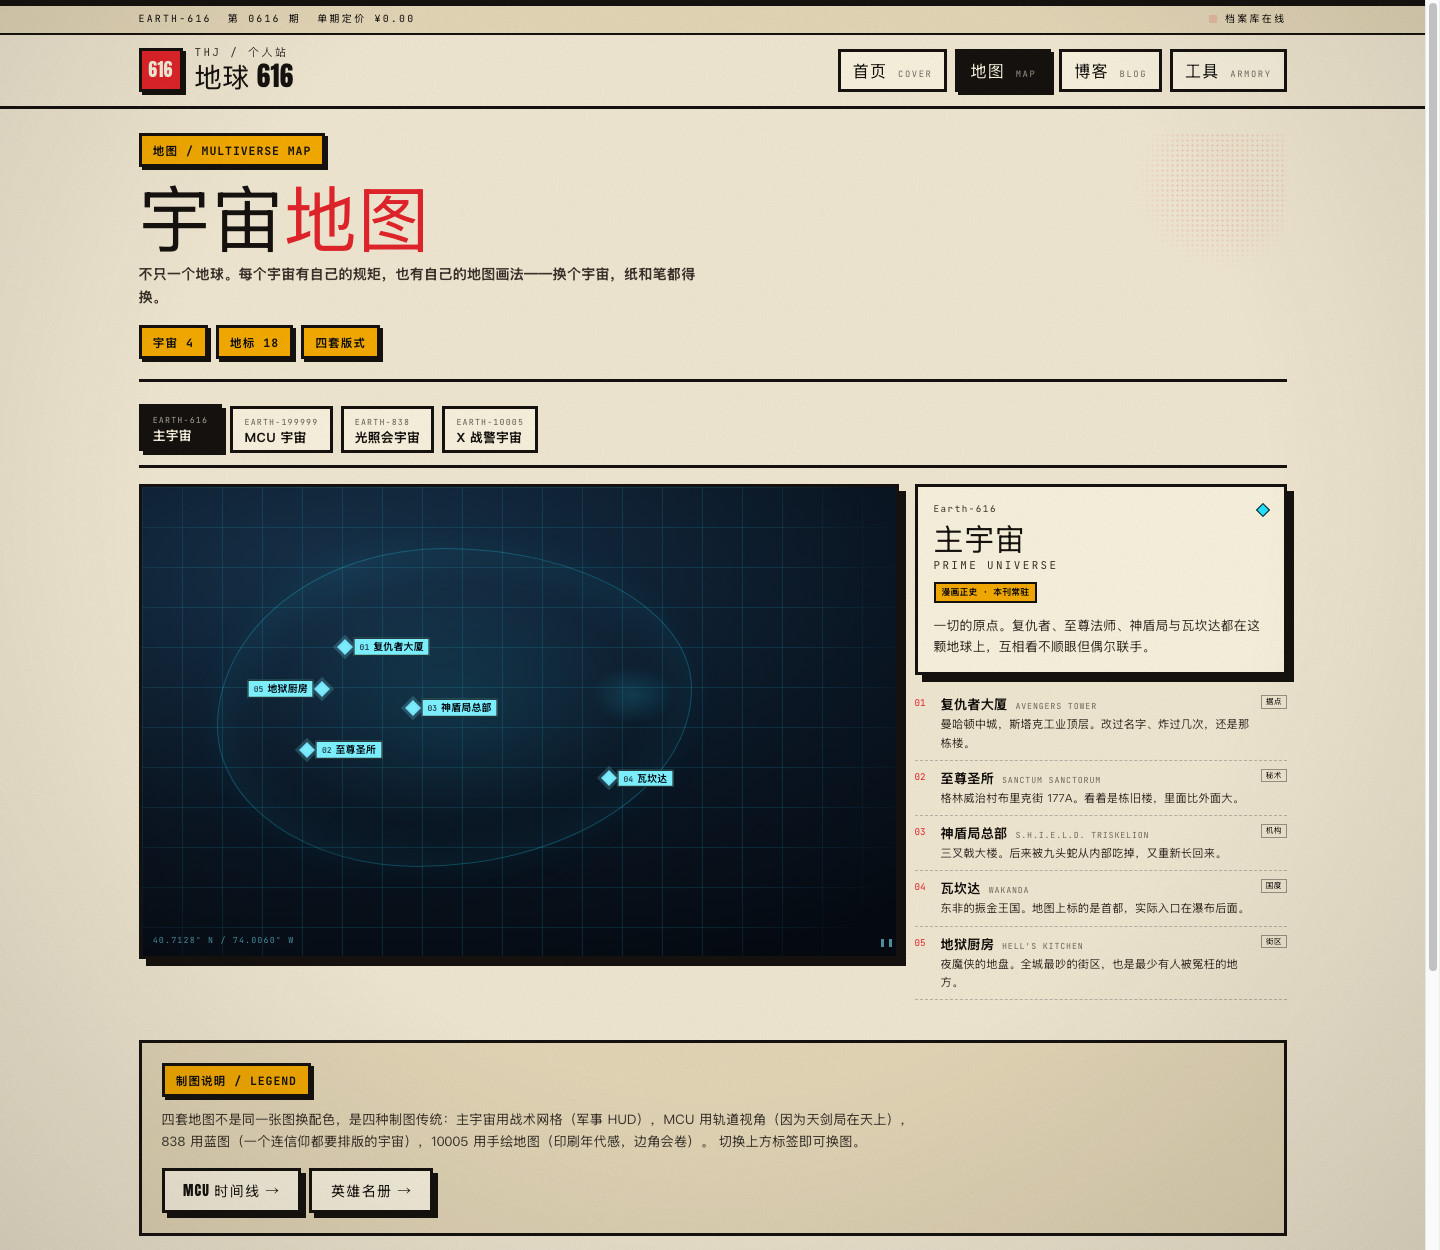 EARTH-616 第 0616 期 单期定价 ¥0.00
档案库在线
616
THJ / 个人站
地球 616
首页 COVER
地图 MAP
博客 BLOG
工具 ARMORY
地图 / MULTIVERSE MAP
宇宙地图
不只一个地球。每个宇宙有自己的规矩，也有自己的地图画法——换个宇宙，纸和笔都得
换。
宇宙 4
地标 18
四套版式
EARTH-616
主宇宙
EARTH-199999
MCU 宇宙
EARTH-838
光照会宇宙
EARTH-10005
X 战警宇宙
01 复仇者大厦
05 地狱厨房
03 神盾局总部
02 至尊圣所
04 瓦坎达
40.7128° N / 74.0060° W
Earth-616
主宇宙
PRIME UNIVERSE
漫画正史 · 本刊常驻
一切的原点。复仇者、至尊法师、神盾局与瓦坎达都在这
颗地球上，互相看不顺眼但偶尔联手。
01 复仇者大厦 AVENGERS TOWER 据点
曼哈顿中城，斯塔克工业顶层。改过名字、炸过几次，还是那
栋楼。
02 至尊圣所 SANCTUM SANCTORUM 秘术
格林威治村布里克街 177A。看着是栋旧楼，里面比外面大。
03 神盾局总部 S.H.I.E.L.D. TRISKELION 机构
三叉戟大楼。后来被九头蛇从内部吃掉，又重新长回来。
04 瓦坎达 WAKANDA 国度
东非的振金王国。地图上标的是首都，实际入口在瀑布后面。
05 地狱厨房 HELL'S KITCHEN 街区
夜魔侠的地盘。全城最吵的街区，也是最少有人被冤枉的地
方。
制图说明 / LEGEND
四套地图不是同一张图换配色，是四种制图传统：主宇宙用战术网格（军事 HUD），MCU 用轨道视角（因为天剑局在天上），
838 用蓝图（一个连信仰都要排版的宇宙），10005 用手绘地图（印刷年代感，边角会卷）。 切换上方标签即可换图。
MCU 时间线 →
英雄名册 →